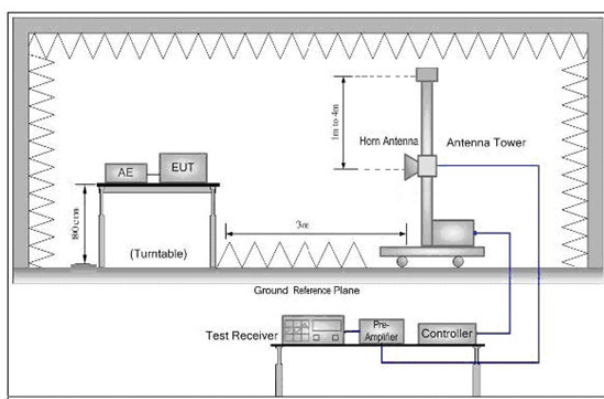 1m to 4m
Horn Antenna
Antenna Tower
AE
EUT
80cm
(Turntable)
3m
Ground Reference Plane
Test Receiver
Pre-
Amplifier
Controller